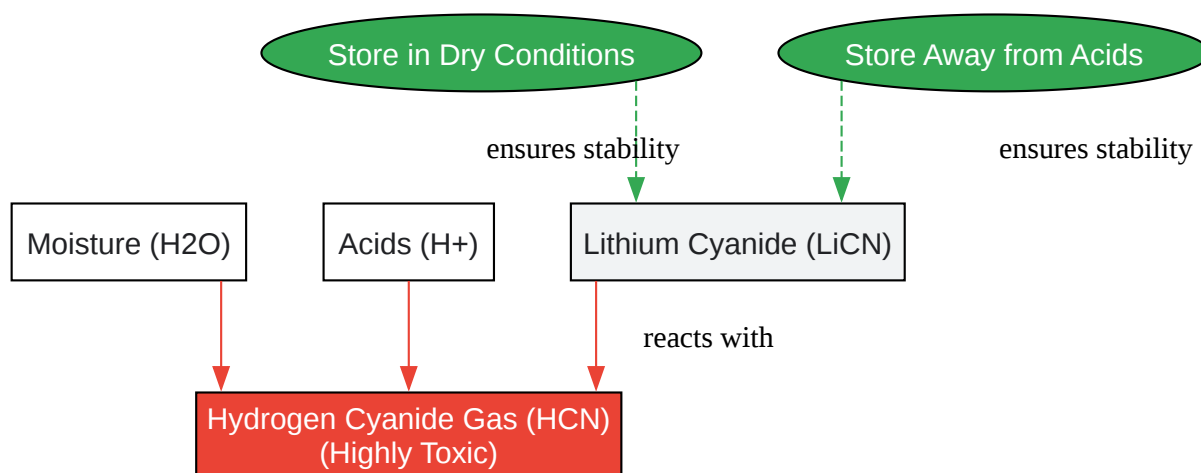 Store in Dry Conditions
Store Away from Acids
ensures stability
ensures stability
Moisture (H2O)
Acids (H+)
Lithium Cyanide (LiCN)
reacts with
Hydrogen Cyanide Gas (HCN)
(Highly Toxic)